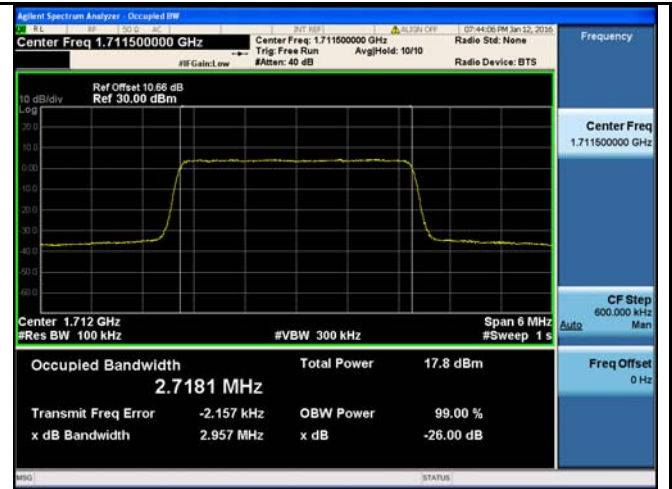 Agilent Spectrum Analyzer - Occupied BW
RL RF 50 Ω AC INT REF ALIGN OFF 07:44:06 PM Jan 12, 2016
Center Freq 1.711500000 GHz
Center Freq: 1.711500000 GHz
Radio Std: None
Trig: Free Run Avg|Hold: 10/10
#IFGain:Low #Atten: 40 dB Radio Device: BTS
Frequency
Ref Offset 10.66 dB
10 dB/div Ref 30.00 dBm
Log
20.0
10.0
0.00
-10.0
-20.0
-30.0
-40.0
-50.0
-60.0
Center 1.712 GHz Span 6 MHz
#Res BW 100 kHz #VBW 300 kHz #Sweep 1 s
Occupied Bandwidth Total Power 17.8 dBm
2.7181 MHz
Transmit Freq Error -2.157 kHz OBW Power 99.00 %
x dB Bandwidth 2.957 MHz x dB -26.00 dB
Center Freq
1.711500000 GHz
CF Step
600.000 kHz
Auto Man
Freq Offset
0 Hz
MSG STATUS